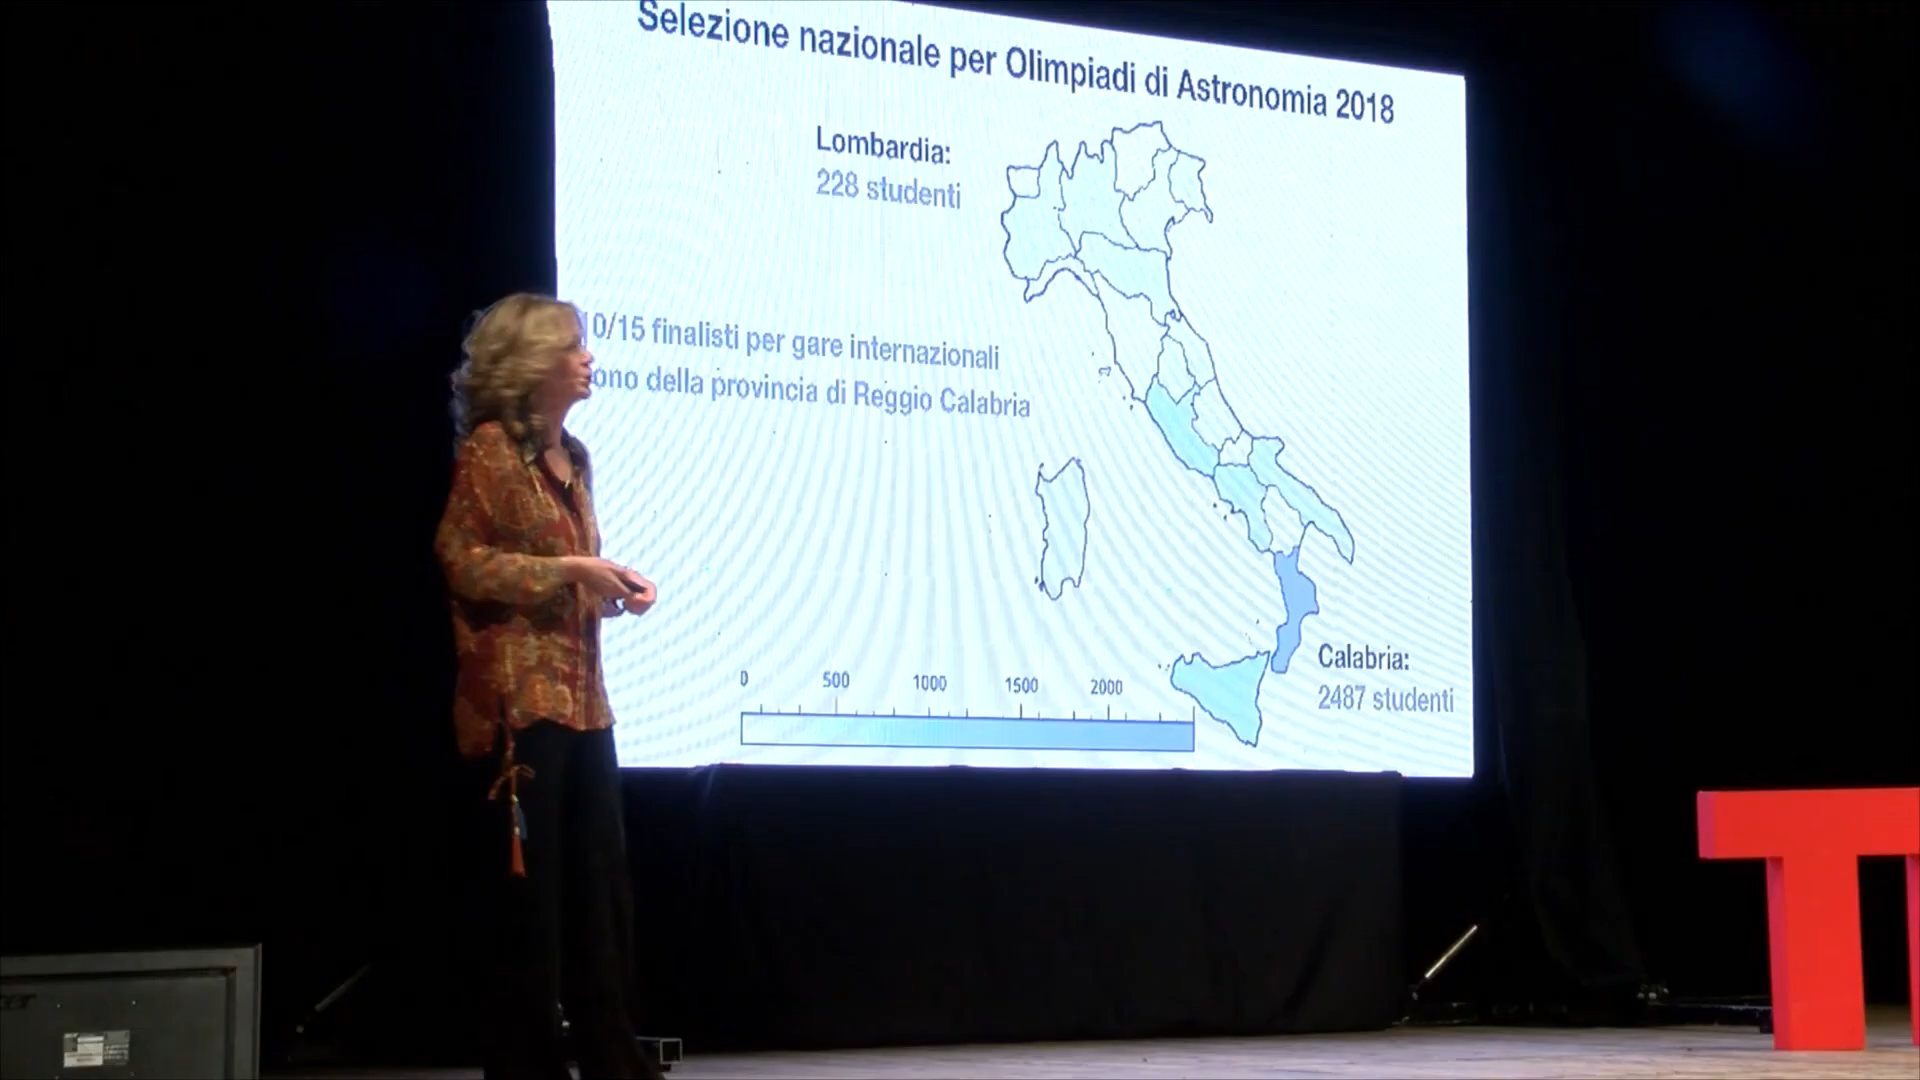 Selezione nazionale per Olimpiadi di Astronomia 2018
Lombardia:
228 studenti
10/15 finalisti per gare internazionali
ono della provincia di Reggio Calabria
Calabria:
2487 studenti
0 500 1000 1500 2000
T